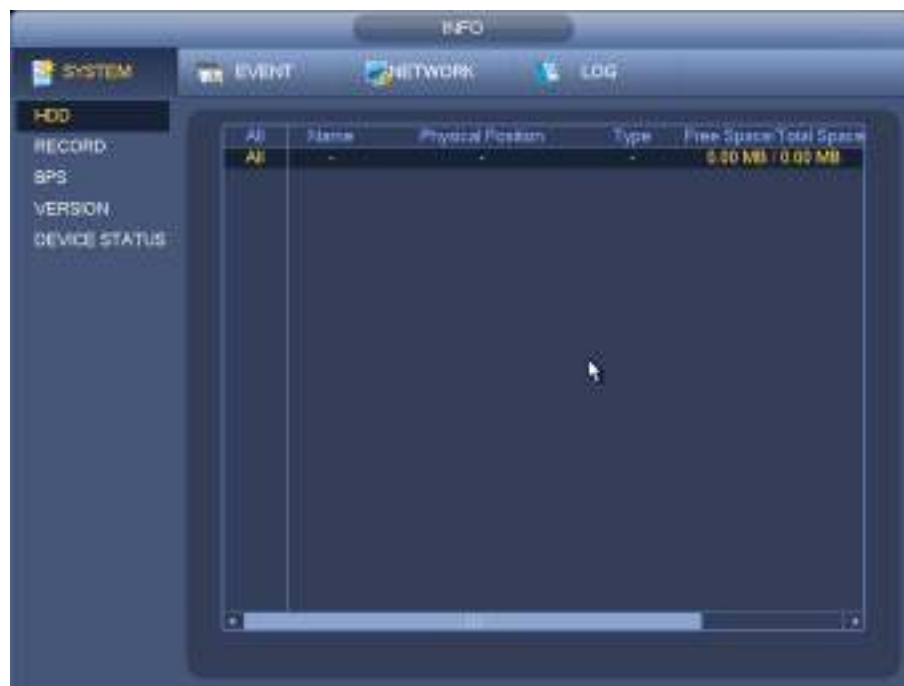 INFO
SYSTEM EVENT NETWORK LOG
HDD
RECORD
BPS
VERSION
DEVICE STATUS
All Name Physical Position Type Free Space/Total Space
All - - - 0.00 MB / 0.00 MB